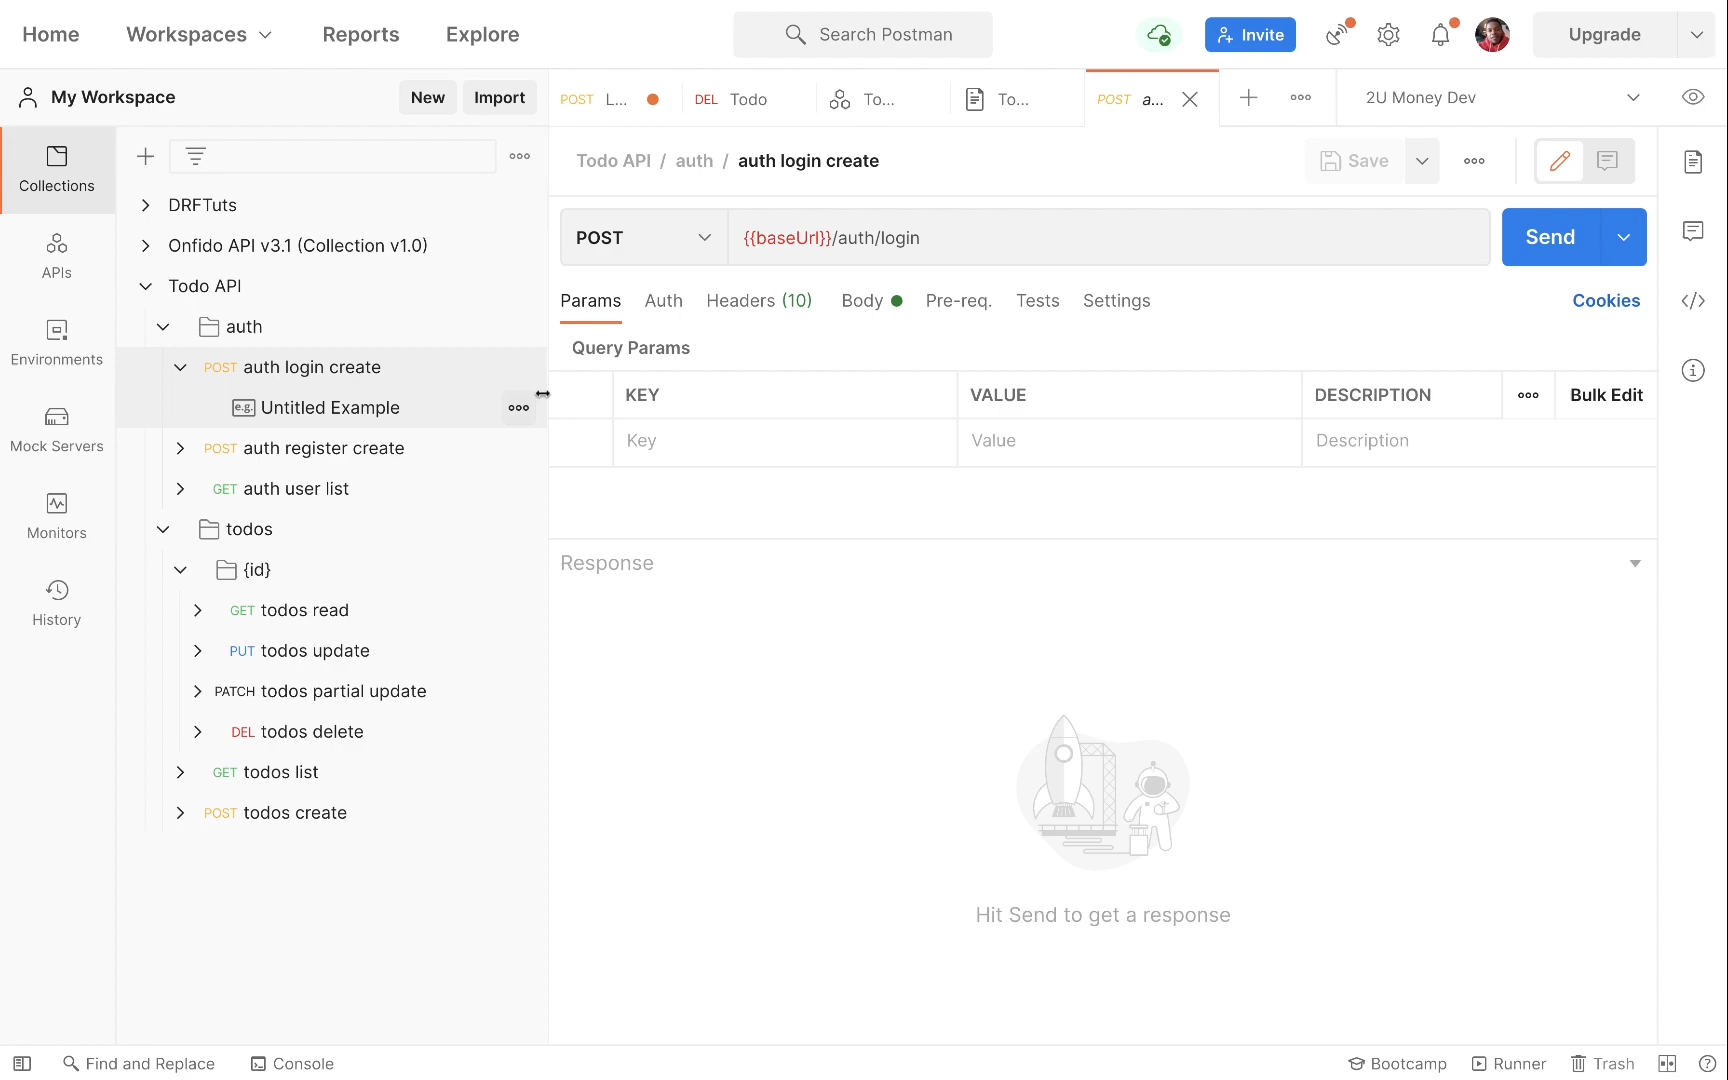 Home Workspaces Reports Explore Search Postman Invite Upgrade
My Workspace New Import POST L... DEL Todo To... To... POST a... 2U Money Dev
Collections
APIs
Environments
Mock Servers
Monitors
History
DRFTuts
Onfido API v3.1 (Collection v1.0)
Todo API
auth
POST auth login create
e.g. Untitled Example
POST auth register create
GET auth user list
todos
{id}
GET todos read
PUT todos update
PATCH todos partial update
DEL todos delete
GET todos list
POST todos create
Todo API / auth / auth login create Save
POST {{baseUrl}}/auth/login Send
Params Auth Headers (10) Body Pre-req. Tests Settings Cookies
Query Params
KEY VALUE DESCRIPTION Bulk Edit
Key Value Description
Response
Hit Send to get a response
Find and Replace Console Bootcamp Runner Trash